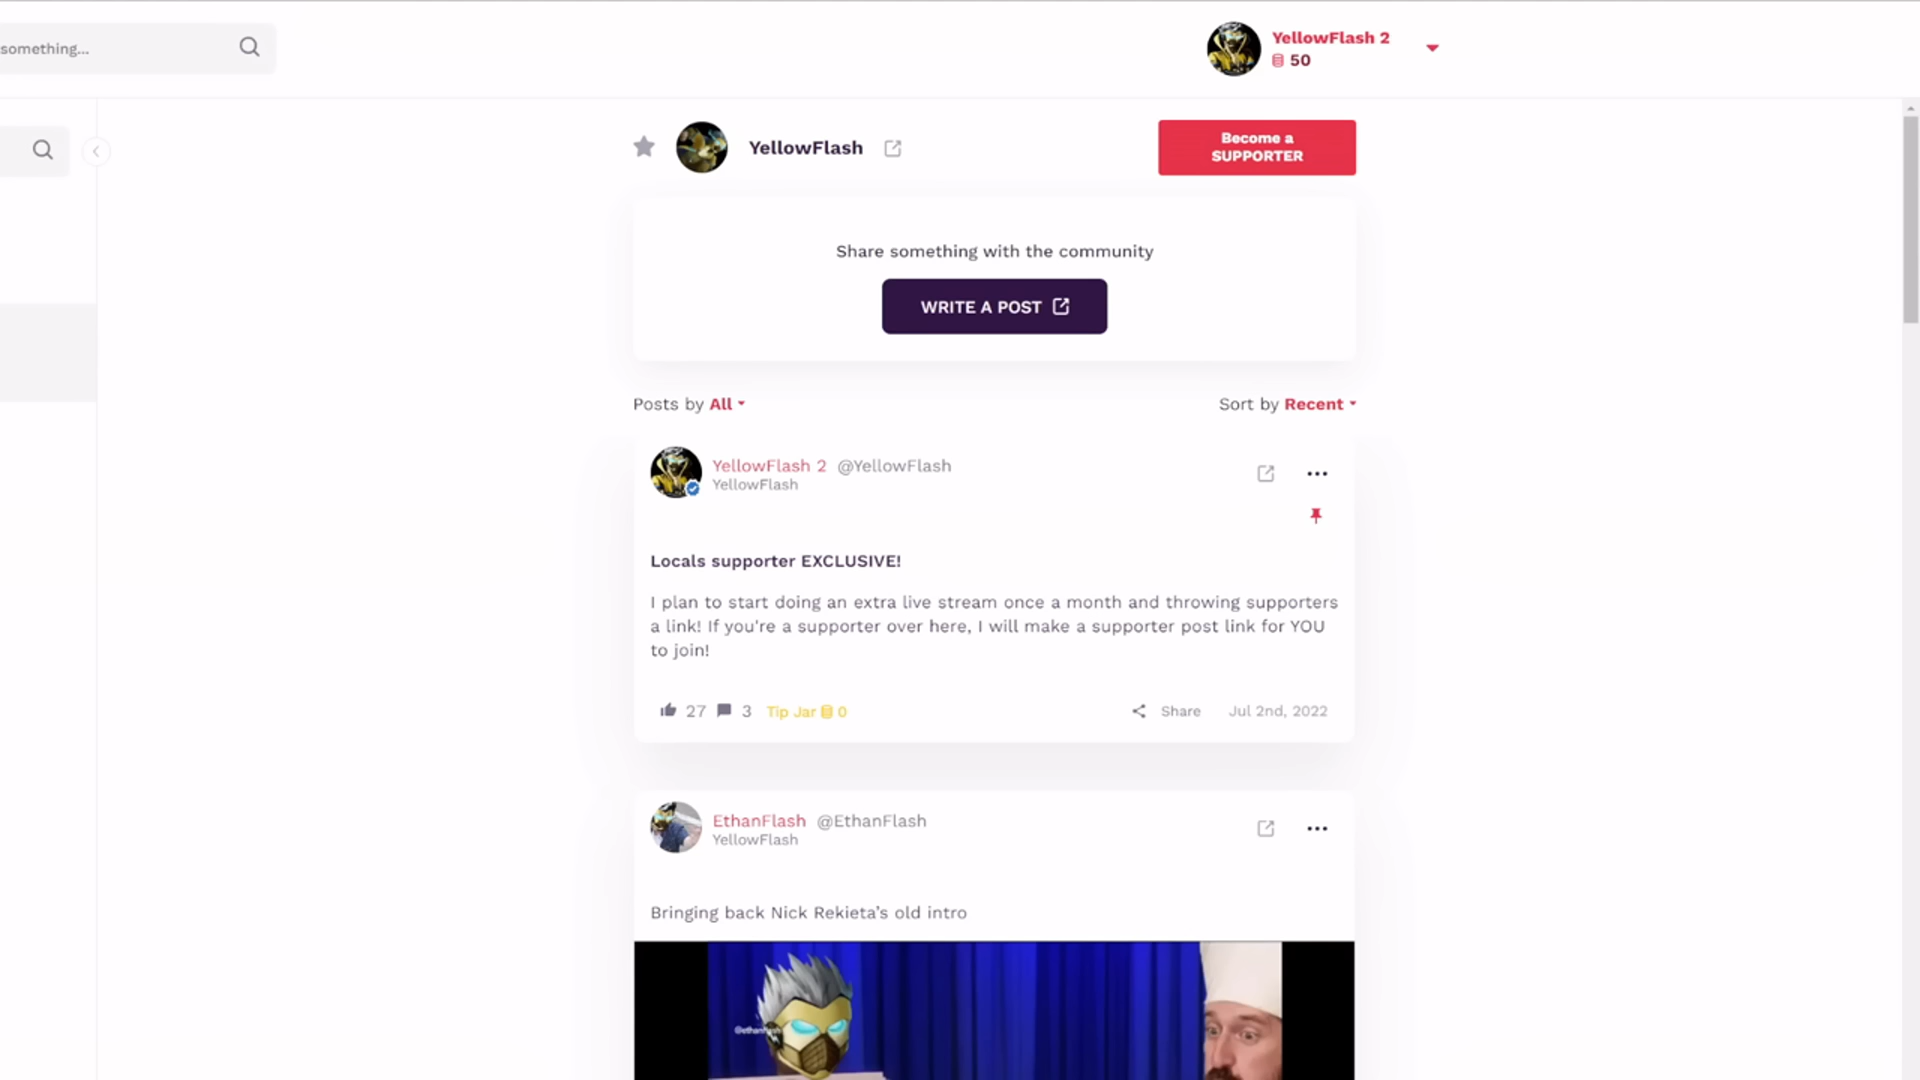 something...
YellowFlash 2
50
YellowFlash
Become a
SUPPORTER
Share something with the community
WRITE A POST
Posts by All
Sort by Recent
YellowFlash 2 @YellowFlash
YellowFlash
Locals supporter EXCLUSIVE!
I plan to start doing an extra live stream once a month and throwing supporters
a link! If you're a supporter over here, I will make a supporter post link for YOU
to join!
27 3 Tip Jar 0
Share Jul 2nd, 2022
EthanFlash @EthanFlash
YellowFlash
Bringing back Nick Rekieta’s old intro
@ethanflash